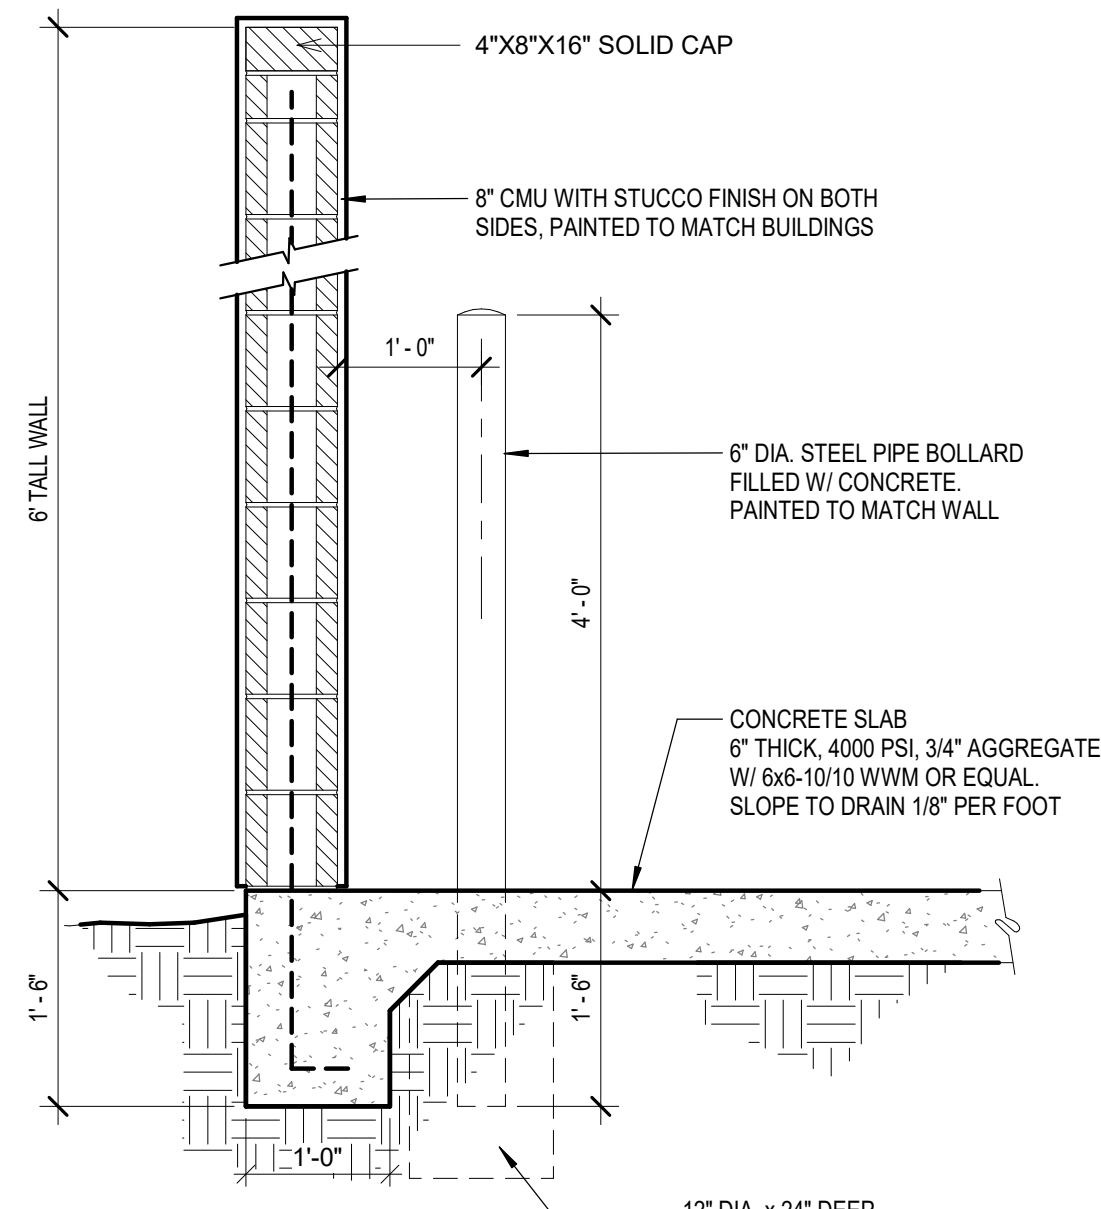 4"X8"X16" SOLID CAP
8" CMU WITH STUCCO FINISH ON BOTH
SIDES, PAINTED TO MATCH BUILDINGS
1' - 0"
6' TALL WALL
6" DIA. STEEL PIPE BOLLARD
FILLED W/ CONCRETE.
PAINTED TO MATCH WALL
4' - 0"
CONCRETE SLAB
6" THICK, 4000 PSI, 3/4" AGGREGATE
W/ 6x6-10/10 WWM OR EQUAL.
SLOPE TO DRAIN 1/8" PER FOOT
1' - 6"
1' - 6"
1'-0"
12" DIA. x 24" DEEP